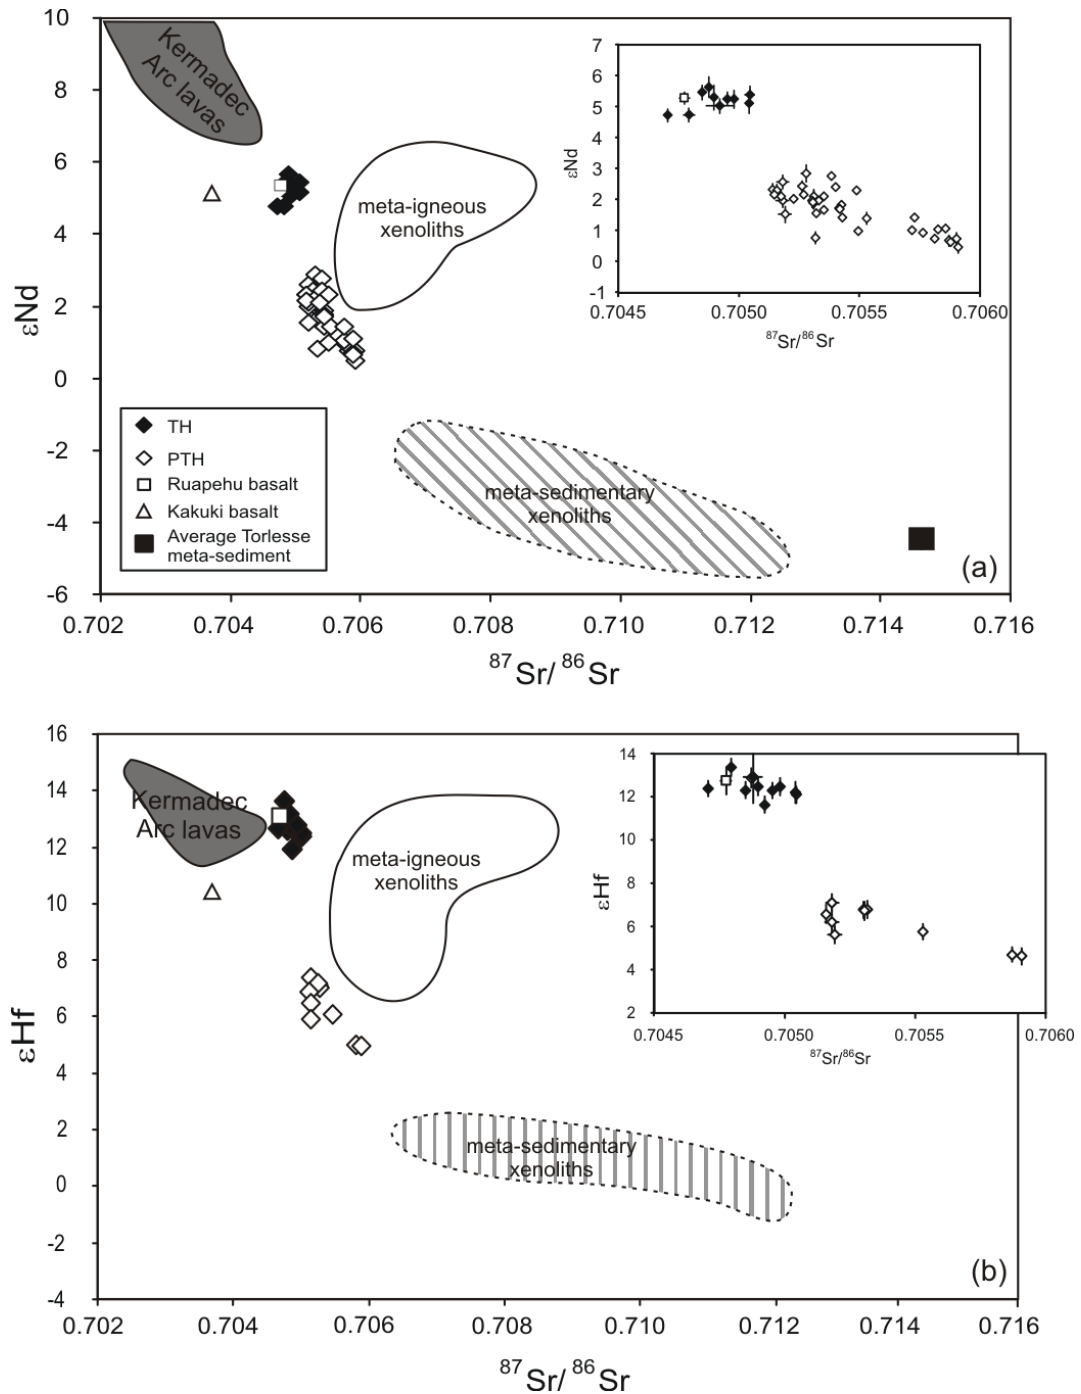 10
8
6
4
2
0
-2
-4
-6
εNd
Kermadec
Arc lavas
meta-igneous
xenoliths
meta-sedimentary
xenoliths
TH
PTH
Ruapehu basalt
Kakuki basalt
Average Torlesse
meta-sediment
(a)
0.702 0.704 0.706 0.708 0.710 0.712 0.714 0.716
87Sr/ 86Sr
7
6
5
4
3
2
1
0
-1
εNd
0.7045 0.7050 0.7055 0.7060
87Sr/86Sr
16
14
12
10
8
6
4
2
0
-2
-4
εHf
Kermadec
Arc lavas
meta-igneous
xenoliths
meta-sedimentary
xenoliths
(b)
0.702 0.704 0.706 0.708 0.710 0.712 0.714 0.716
87Sr/ 86Sr
14
12
10
8
6
4
2
εHf
0.7045 0.7050 0.7055 0.7060
87Sr/86Sr